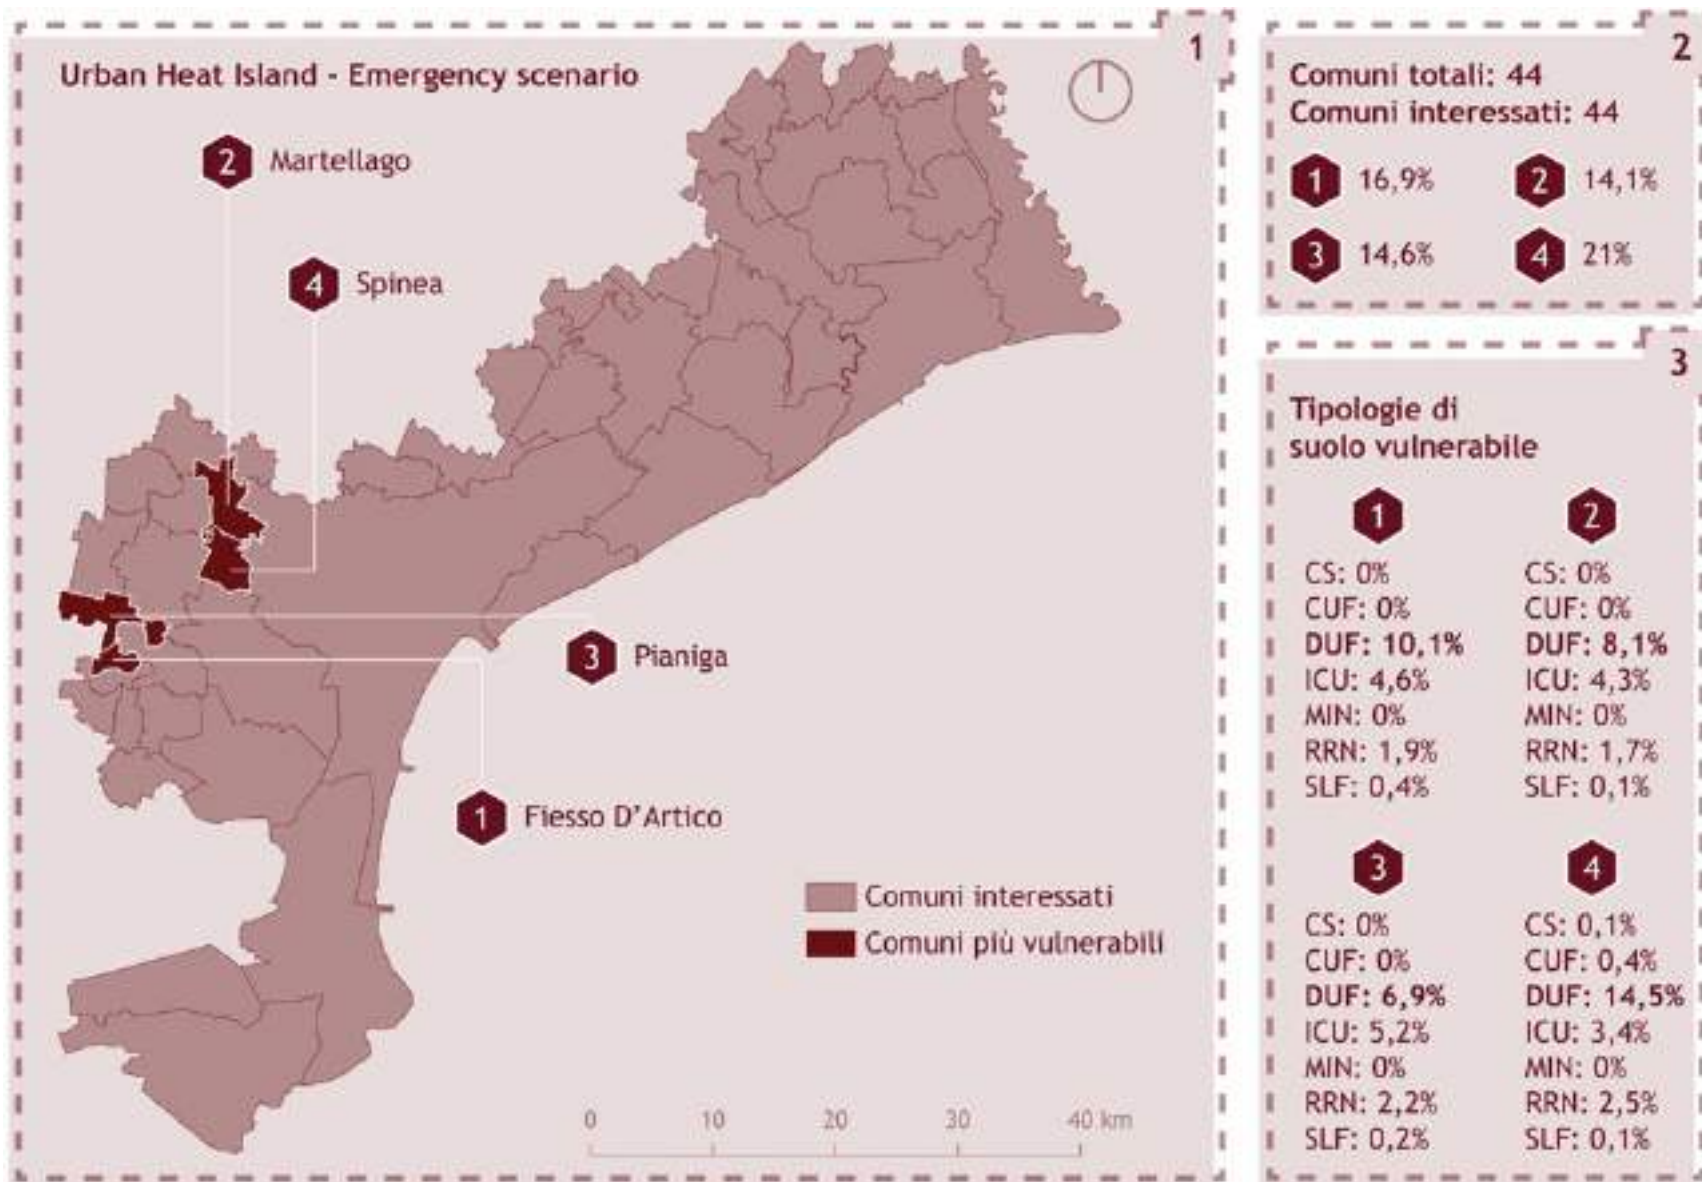 1
Urban Heat Island - Emergency scenario
2 Martellago
4 Spinea
3 Pianiga
1 Fiesso D'Artico
Comuni interessati
Comuni più vulnerabili
0 10 20 30 40 km
2
Comuni totali: 44
Comuni interessati: 44
1 16,9% 2 14,1%
3 14,6% 4 21%
3
Tipologie di
suolo vulnerabile
1
CS: 0%
CUF: 0%
DUF: 10,1%
ICU: 4,6%
MIN: 0%
RRN: 1,9%
SLF: 0,4%
2
CS: 0%
CUF: 0%
DUF: 8,1%
ICU: 4,3%
MIN: 0%
RRN: 1,7%
SLF: 0,1%
3
CS: 0%
CUF: 0%
DUF: 6,9%
ICU: 5,2%
MIN: 0%
RRN: 2,2%
SLF: 0,2%
4
CS: 0,1%
CUF: 0,4%
DUF: 14,5%
ICU: 3,4%
MIN: 0%
RRN: 2,5%
SLF: 0,1%